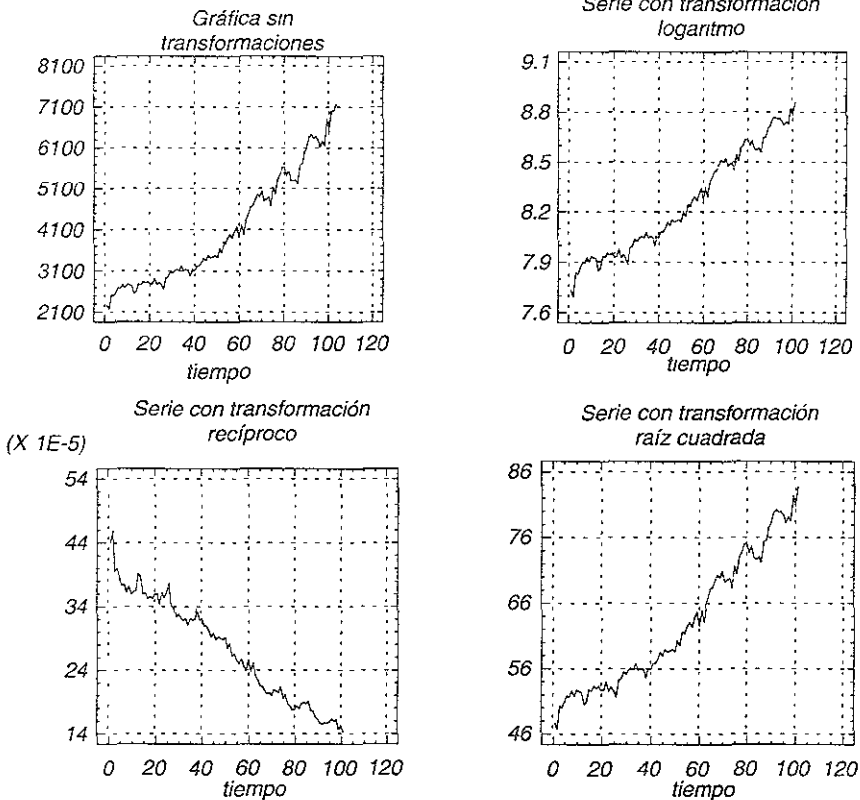 Gráfica sin
transformaciones
8100
7100
6100
5100
4100
3100
2100
0 20 40 60 80 100 120
tiempo
Serie con transformación
logaritmo
9.1
8.8
8.5
8.2
7.9
7.6
0 20 40 60 80 100 120
tiempo
Serie con transformación
recíproco
(X 1E-5)
54
44
34
24
14
0 20 40 60 80 100 120
tiempo
Serie con transformación
raíz cuadrada
86
76
66
56
46
0 20 40 60 80 100 120
tiempo